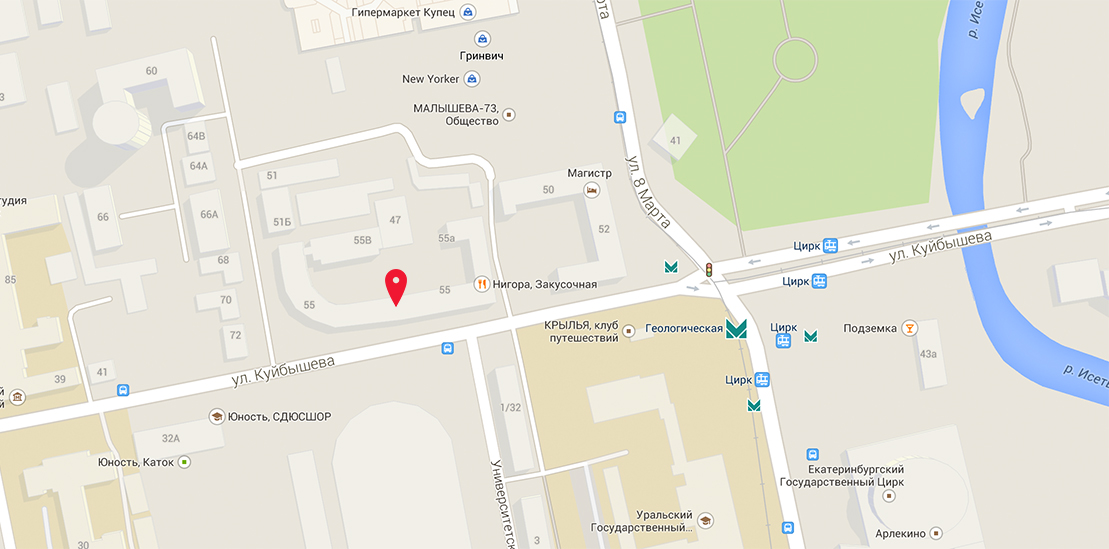 та
Гипермаркет Купец
р. Исеть
Гринвич
60
New Yorker
3
МАЛЫШЕВА-73,
Общество
64В
41
64А
51
Магистр
50
тудия
66
66А
51Б
47
ул. 8 Марта
52
55В
55а
Цирк
ул. Куйбышева
68
85
Нигора, Закусочная
Цирк
55
55
70
КРЫЛЬЯ, клуб
путешествий
Геологическая
Цирк
Подземка
72
43а
ул. Куйбышева
41
39
Цирк
р. Исеть
й
й
1/32
Юность, СДЮСШОР
32А
Юность, Каток
Университетск
Екатеринбургский
Государственный Цирк
Уральский
Государственный...
Арлекино
30
3